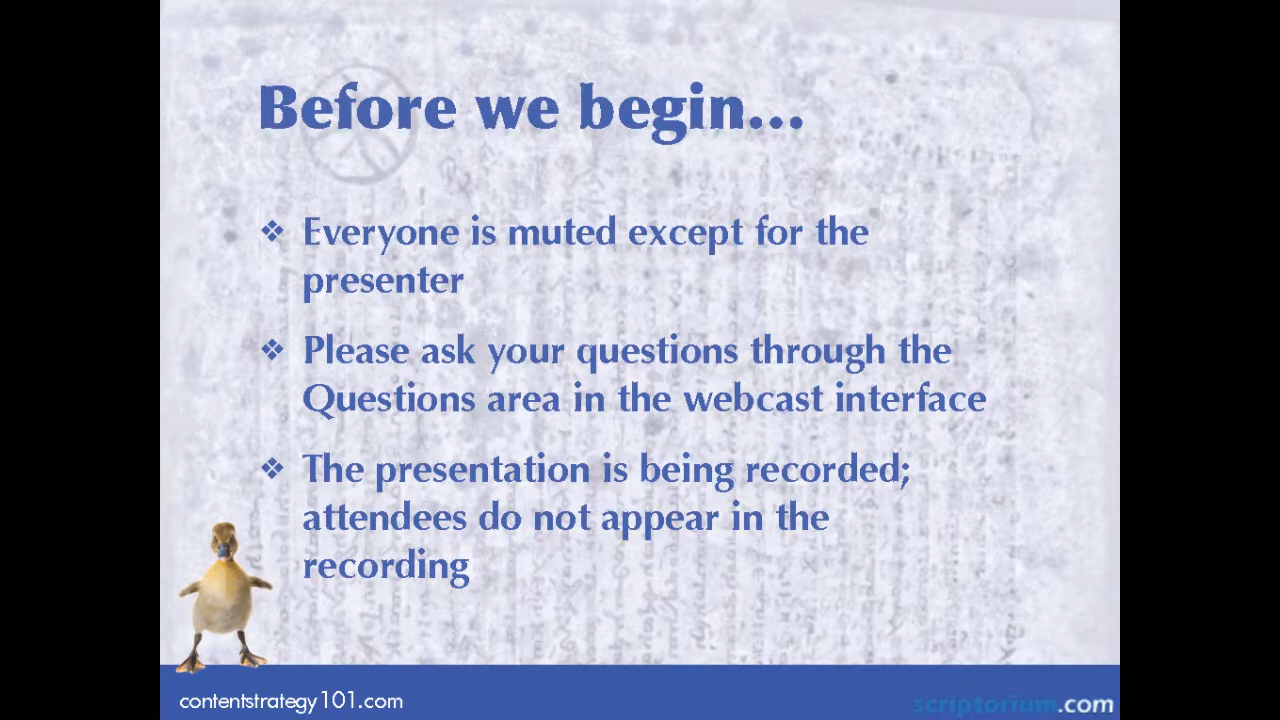 Before we begin...
❖ Everyone is muted except for the
presenter
❖ Please ask your questions through the
Questions area in the webcast interface
❖ The presentation is being recorded;
attendees do not appear in the
recording
contentstrategy101.com
scriptorium.com